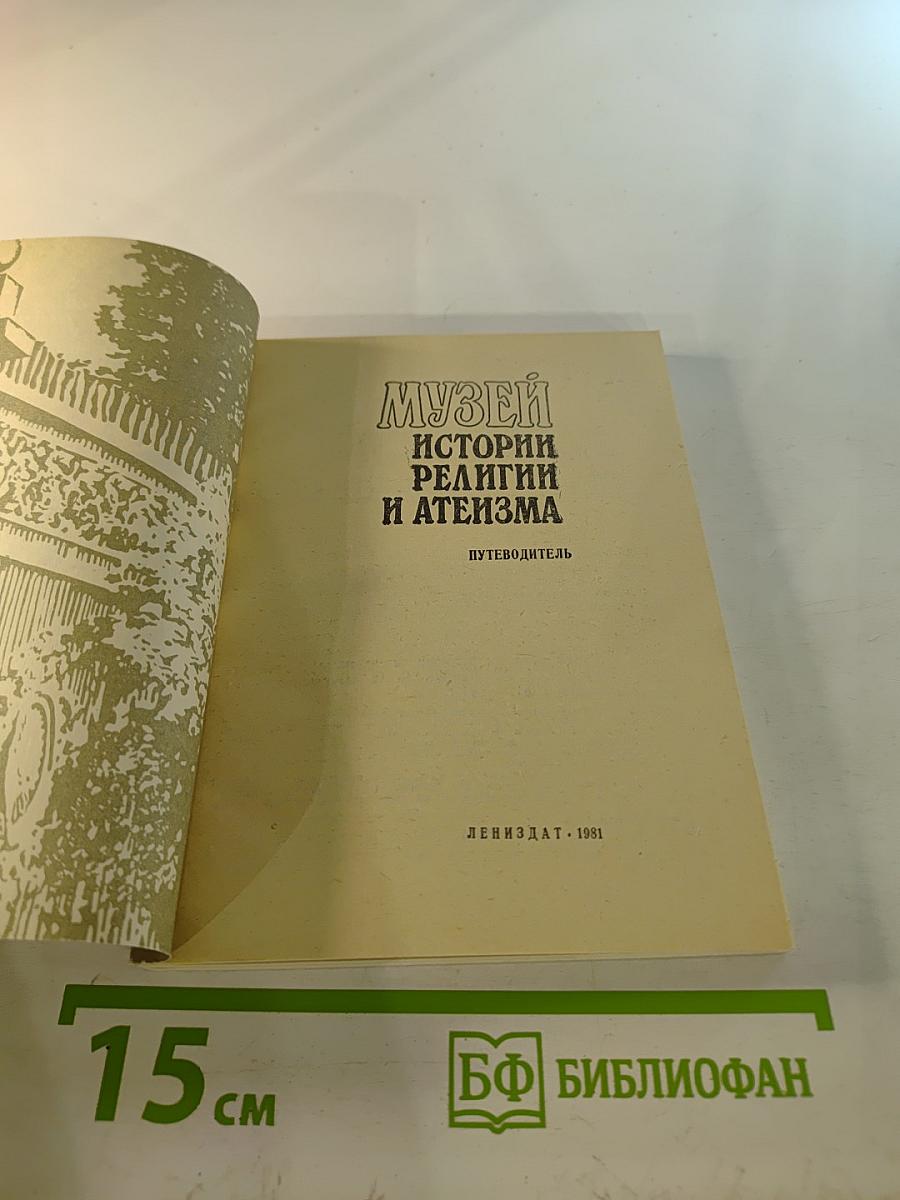 МУЗЕЙ
ИСТОРИИ
РЕЛИГИИ
И АТЕИЗМА
ПУТЕВОДИТЕЛЬ
ЛЕНИЗДАТ • 1981
15 см
БФ БИБЛИОФАН